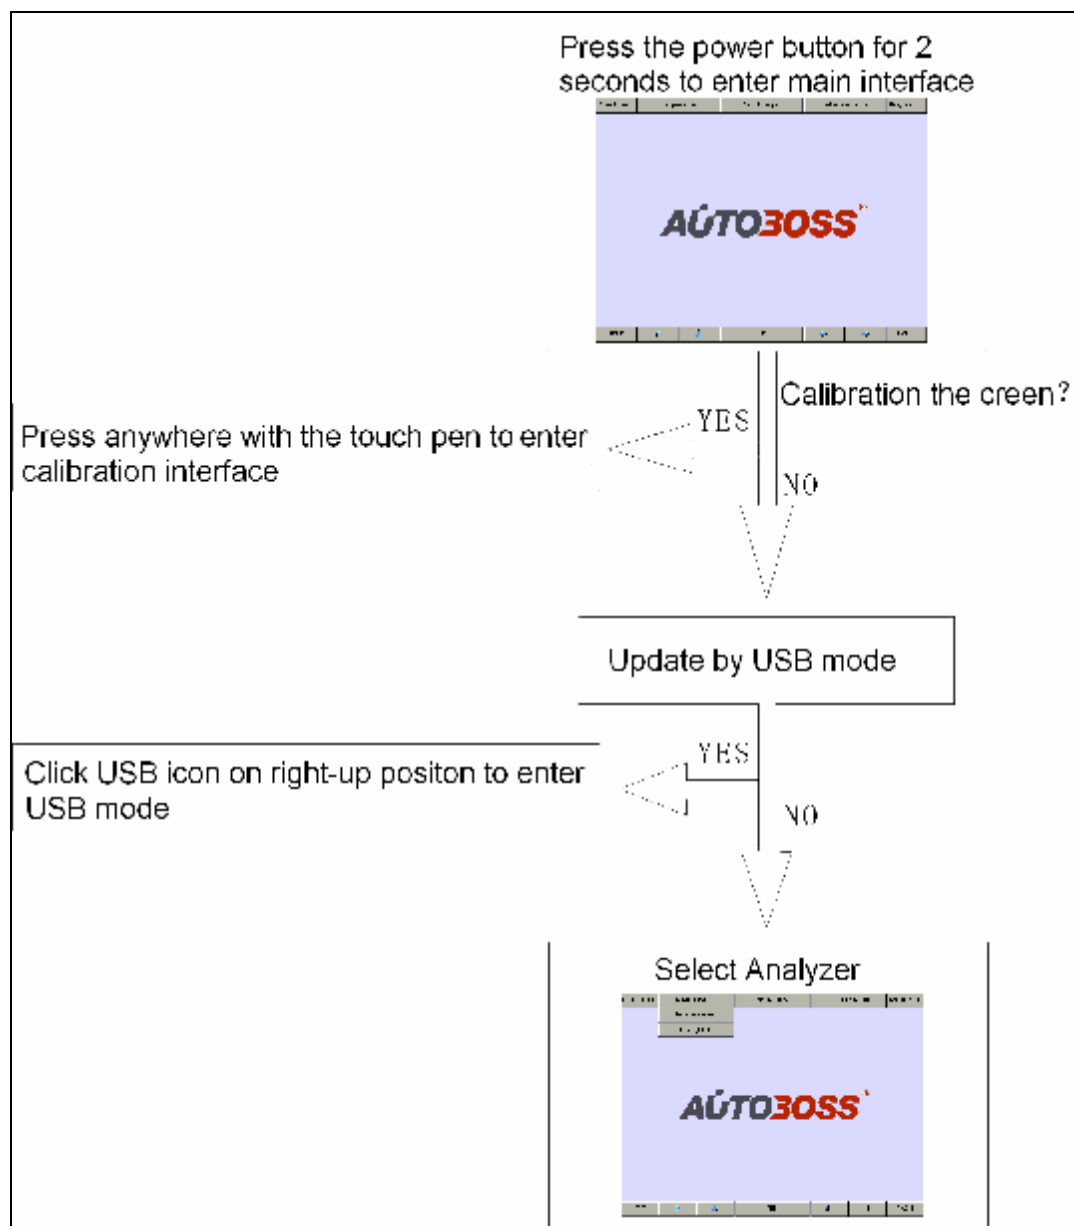 Press the power button for 2
seconds to enter main interface
AUTOBOSS
Calibration the creen?
YES
Press anywhere with the touch pen to enter
calibration interface
NO
Update by USB mode
YES
Click USB icon on right-up positon to enter
USB mode
NO
Select Analyzer
AUTOBOSS